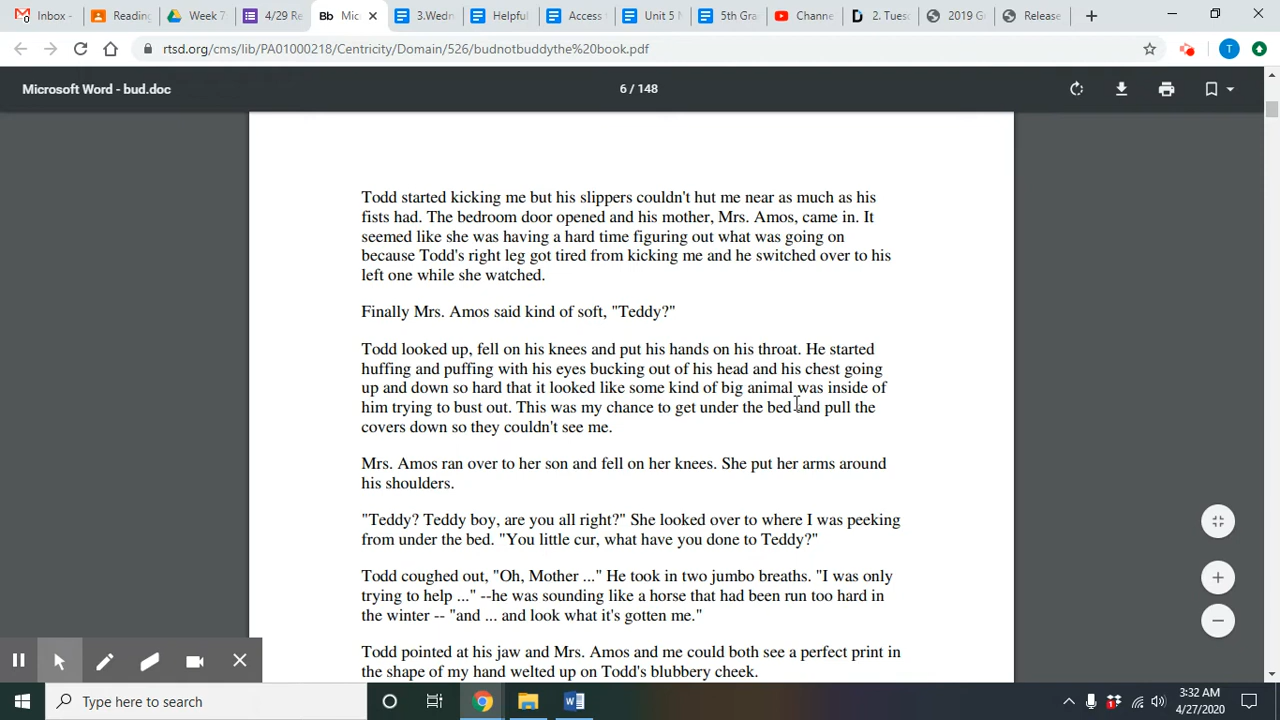 Inbox -
Reading
Week 7
4/28 Re
Mic
3.Wedn
Helpful
Access
Unit 5 N
5th Gra
Channe
2. Tuesd
2019 G
Release
rtsd.org/cms/lib/PA01000218/Centricity/Domain/526/budnotbuddythe%20book.pdf
T
Microsoft Word - bud.doc
6 / 148
Todd started kicking me but his slippers couldn't hut me near as much as his
fists had. The bedroom door opened and his mother, Mrs. Amos, came in. It
seemed like she was having a hard time figuring out what was going on
because Todd's right leg got tired from kicking me and he switched over to his
left one while she watched.
Finally Mrs. Amos said kind of soft, "Teddy?"
Todd looked up, fell on his knees and put his hands on his throat. He started
huffing and puffing with his eyes bucking out of his head and his chest going
up and down so hard that it looked like some kind of big animal was inside of
him trying to bust out. This was my chance to get under the bed and pull the
covers down so they couldn't see me.
Mrs. Amos ran over to her son and fell on her knees. She put her arms around
his shoulders.
"Teddy? Teddy boy, are you all right?" She looked over to where I was peeking
from under the bed. "You little cur, what have you done to Teddy?"
Todd coughed out, "Oh, Mother ..." He took in two jumbo breaths. "I was only
trying to help ..." --he was sounding like a horse that had been run too hard in
the winter -- "and ... and look what it's gotten me."
Todd pointed at his jaw and Mrs. Amos and me could both see a perfect print in
the shape of my hand welted up on Todd's blubbery cheek.
Type here to search
3:32 AM
4/27/2020